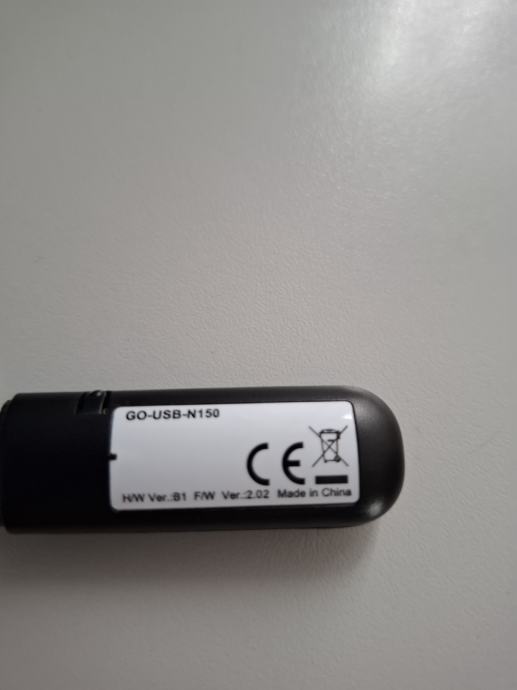 GO-USB-N150
CE
H/W Ver.:B1 F/W Ver.:2.02 Made in China